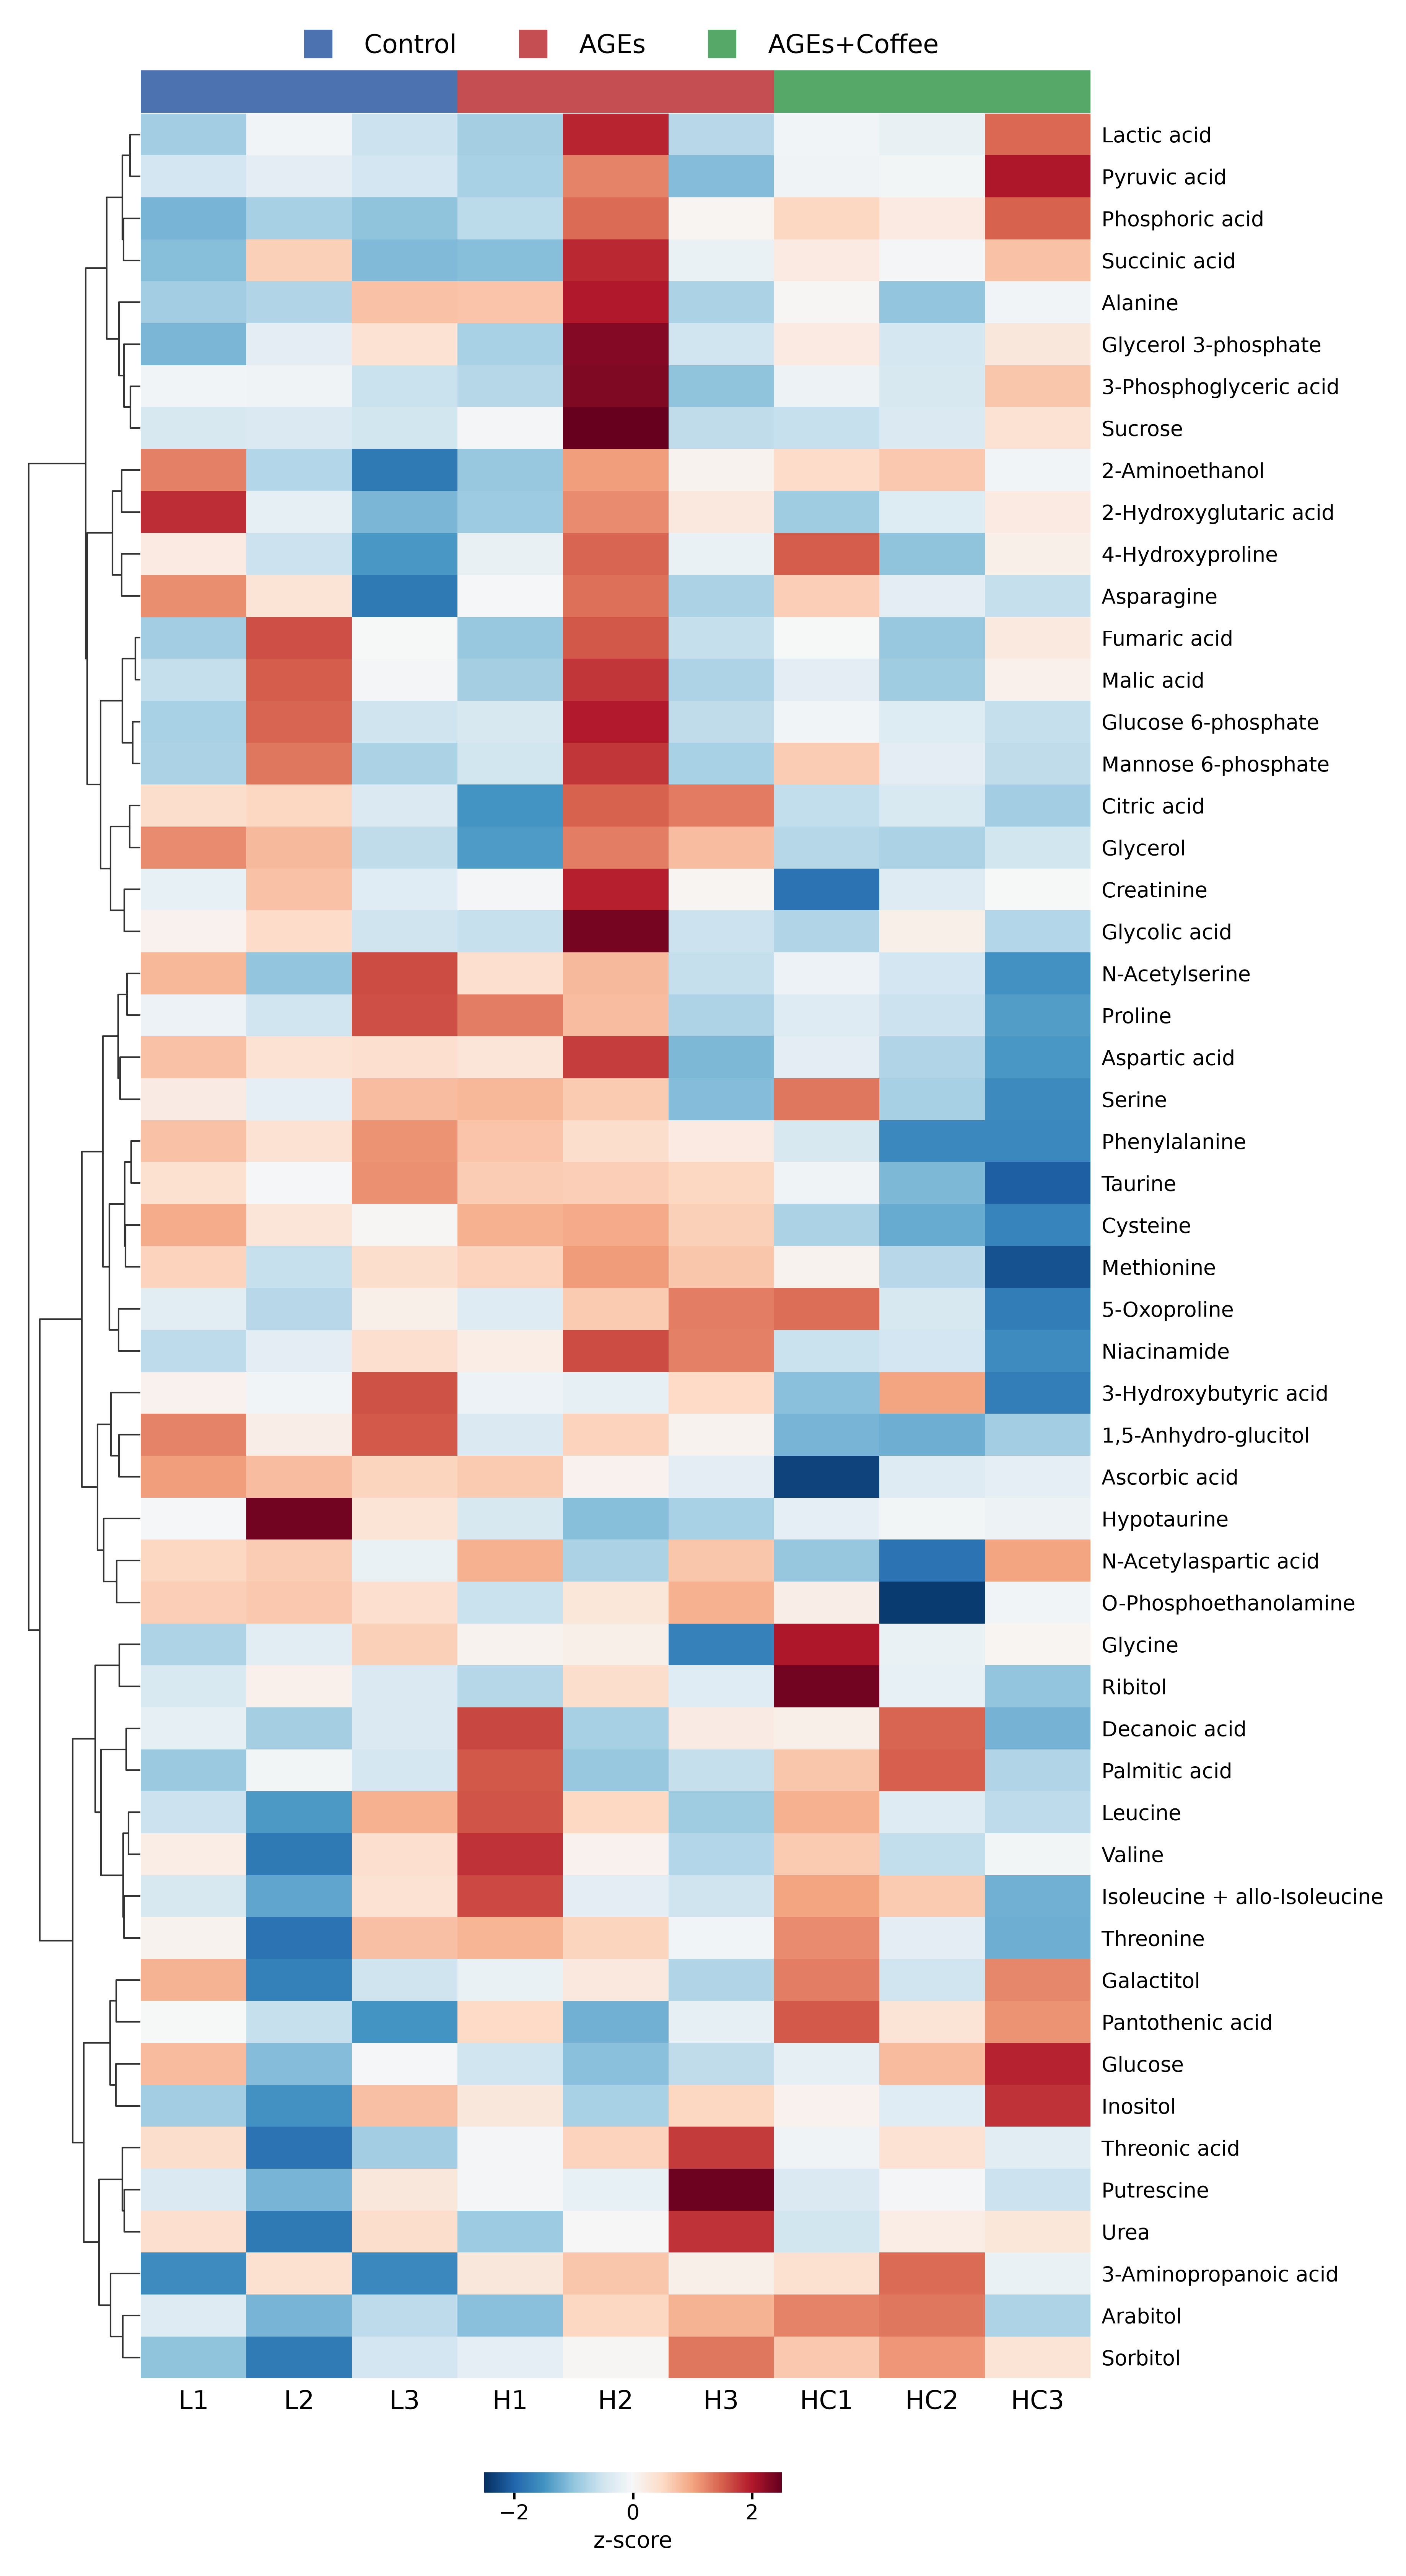 Control AGEs AGEs+Coffee
Lactic acid
Pyruvic acid
Phosphoric acid
Succinic acid
Alanine
Glycerol 3-phosphate
3-Phosphoglyceric acid
Sucrose
2-Aminoethanol
2-Hydroxyglutaric acid
4-Hydroxyproline
Asparagine
Fumaric acid
Malic acid
Glucose 6-phosphate
Mannose 6-phosphate
Citric acid
Glycerol
Creatinine
Glycolic acid
N-Acetylserine
Proline
Aspartic acid
Serine
Phenylalanine
Taurine
Cysteine
Methionine
5-Oxoproline
Niacinamide
3-Hydroxybutyric acid
1,5-Anhydro-glucitol
Ascorbic acid
Hypotaurine
N-Acetylaspartic acid
O-Phosphoethanolamine
Glycine
Ribitol
Decanoic acid
Palmitic acid
Leucine
Valine
Isoleucine + allo-Isoleucine
Threonine
Galactitol
Pantothenic acid
Glucose
Inositol
Threonic acid
Putrescine
Urea
3-Aminopropanoic acid
Arabitol
Sorbitol
L1 L2 L3 H1 H2 H3 HC1 HC2 HC3
−2 0 2
z-score